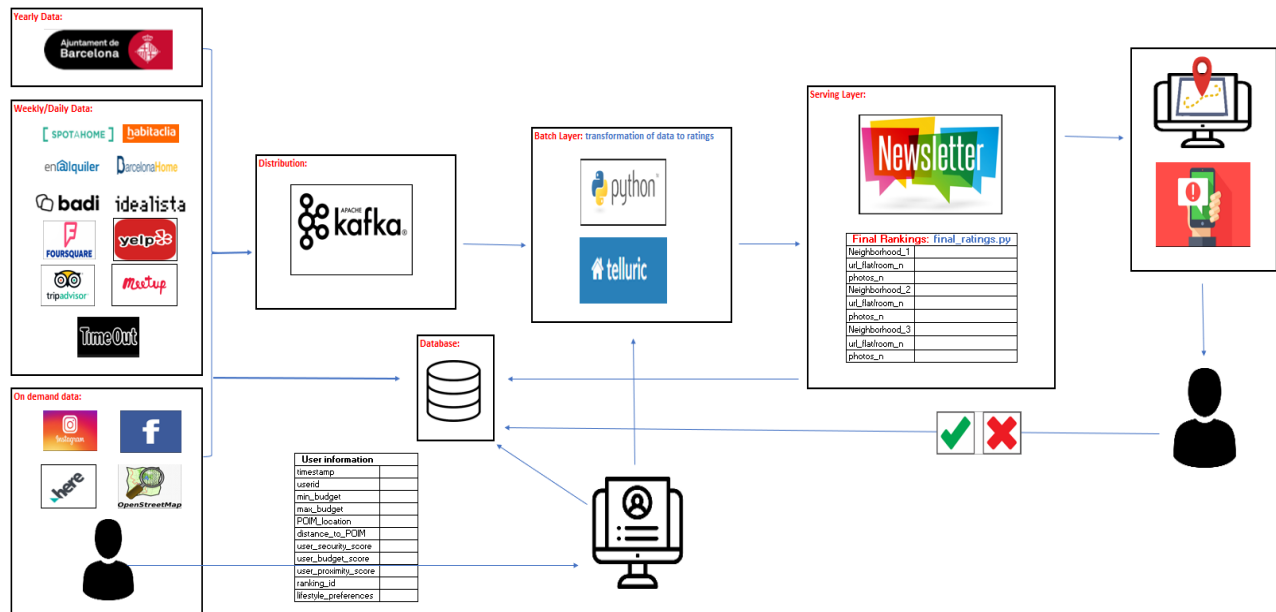 Yearly Data:
Ajuntament de
Barcelona
Weekly/Daily Data:
[ SPOTAHOME ]
habitaclia
en@lquiler
BarcelonaHome
badi
idealista
FOURSQUARE
yelp
tripadvisor
meetup
TimeOut
On demand data:
Instagram
f
here
OpenStreetMap
Distribution:
APACHE
kafka®
Batch Layer: transformation of data to ratings
python
telluric
Database:
User information
timestamp
userid
min_budget
max_budget
POIM_location
distance_to_POIM
user_security_score
user_budget_score
user_proximity_score
ranking_id
lifestyle_preferences
Serving Layer:
Newsletter
Final Rankings: final_ratings.py
Neighborhood_1
url_flat/room_n
photos_n
Neighborhood_2
url_flat/room_n
photos_n
Neighborhood_3
url_flat/room_n
photos_n